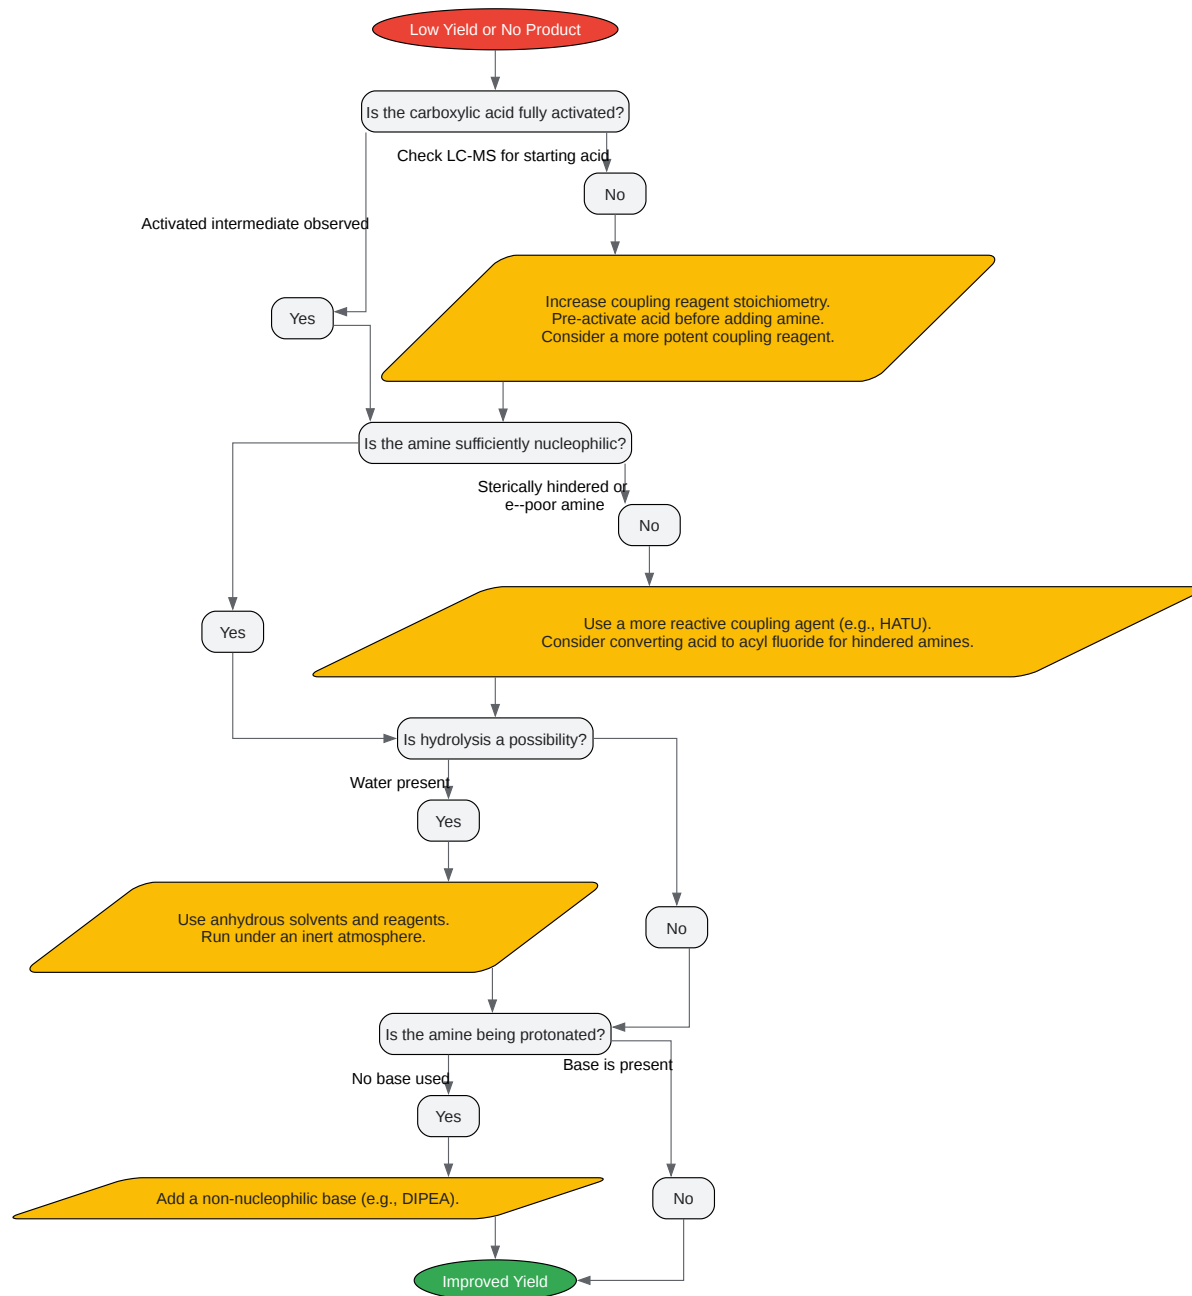 Low Yield or No Product
Is the carboxylic acid fully activated?
Check LC-MS for starting acid
No
Activated intermediate observed
Increase coupling reagent stoichiometry.
Pre-activate acid before adding amine.
Consider a more potent coupling reagent.
Yes
Is the amine sufficiently nucleophilic?
Sterically hindered or
e--poor amine
No
Use a more reactive coupling agent (e.g., HATU).
Consider converting acid to acyl fluoride for hindered amines.
Yes
Is hydrolysis a possibility?
Water present
Yes
Use anhydrous solvents and reagents.
Run under an inert atmosphere.
No
Is the amine being protonated?
Base is present
No base used
Yes
Add a non-nucleophilic base (e.g., DIPEA).
No
Improved Yield